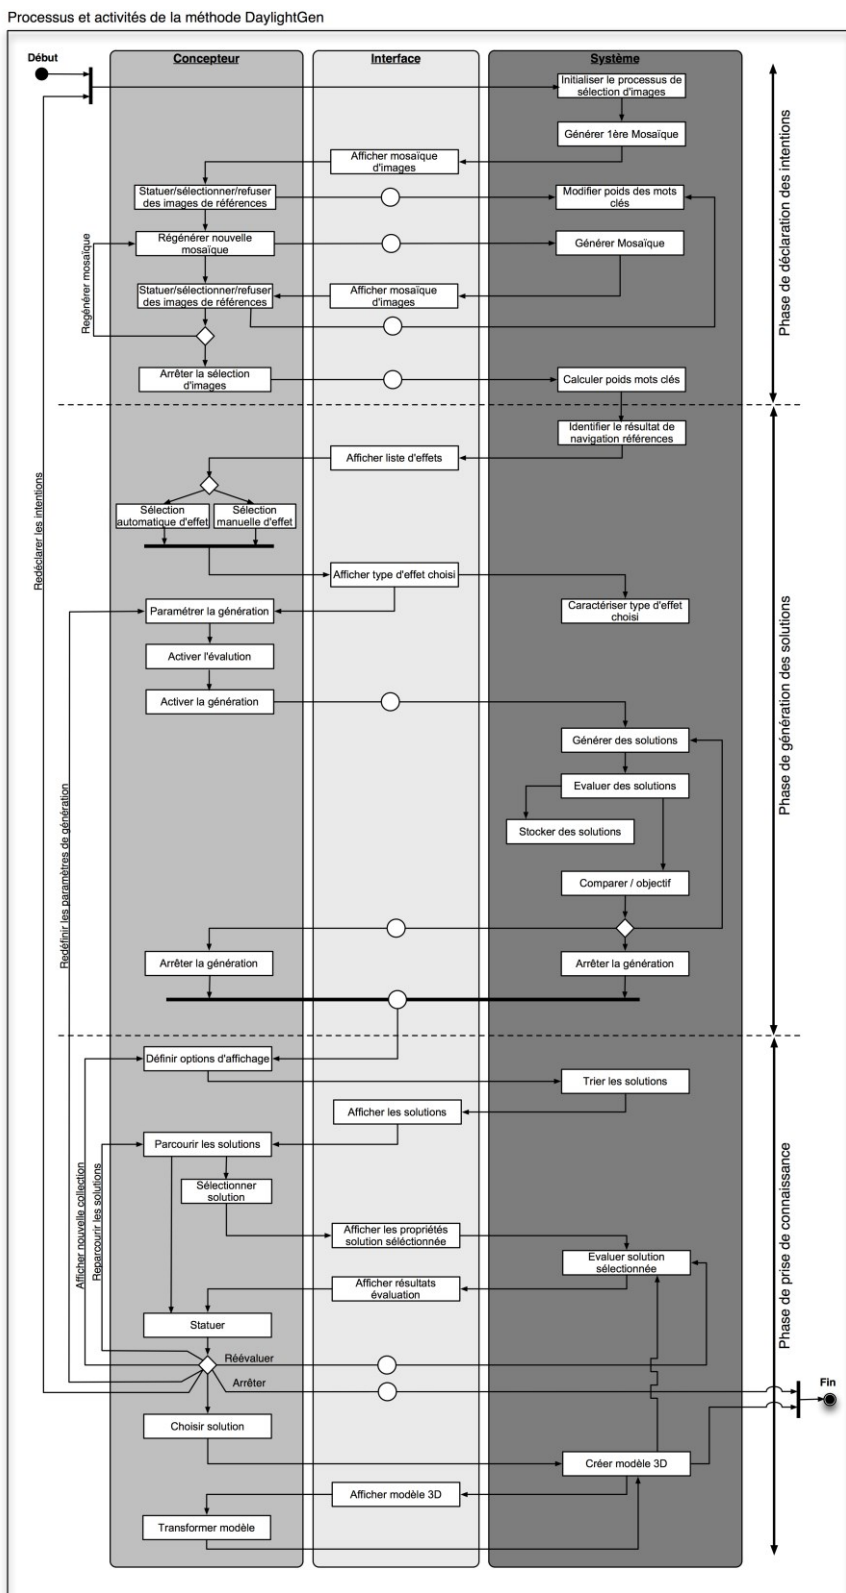 Processus et activités de la méthode DaylightGen
Début
Concepteur
Interface
Système
Initialiser le processus de
sélection d'images
Générer 1ère Mosaïque
Afficher mosaïque
d'images
Statuer/sélectionner/refuser
des images de références
Modifier poids des mots
clés
Régénérer nouvelle
mosaïque
Générer Mosaïque
Statuer/sélectionner/refuser
des images de références
Afficher mosaïque
d'images
Regénérer mosaïque
Arrêter la sélection
d'images
Calculer poids mots clés
Phase de déclaration des intentions
Identifier le résultat de
navigation références
Afficher liste d'effets
Sélection
automatique d'effet
Sélection
manuelle d'effet
Redéclarer les intentions
Afficher type d'effet choisi
Paramétrer la génération
Caractériser type d'effet
choisi
Activer l'évalution
Activer la génération
Générer des solutions
Evaluer des solutions
Stocker des solutions
Comparer / objectif
Redéfinir les paramètres de génération
Arrêter la génération
Arrêter la génération
Phase de génération des solutions
Définir options d'affichage
Trier les solutions
Afficher les solutions
Parcourir les solutions
Sélectionner
solution
Afficher nouvelle collection
Reparcourir les solutions
Afficher les propriétés
solution séléctionnée
Evaluer solution
sélectionnée
Afficher résultats
évaluation
Statuer
Réévaluer
Arrêter
Fin
Choisir solution
Créer modèle 3D
Afficher modèle 3D
Transformer modèle
Phase de prise de connaissance